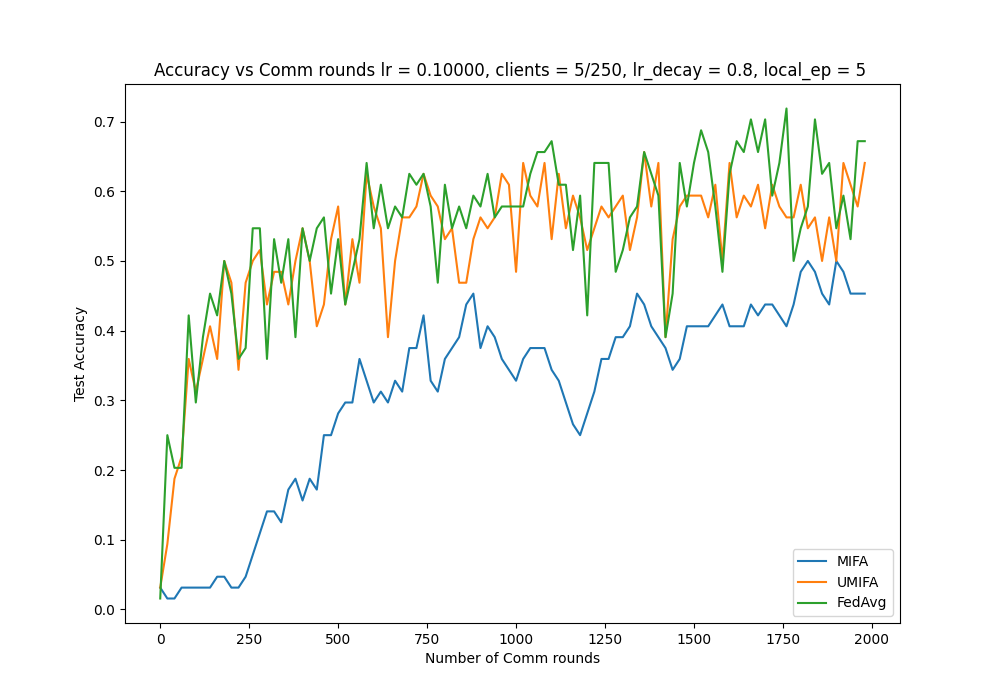 Accuracy vs Comm rounds lr = 0.10000, clients = 5/250, lr_decay = 0.8, local_ep = 5
Test Accuracy
0.7
0.6
0.5
0.4
0.3
0.2
0.1
0.0
MIFA
UMIFA
FedAvg
0 250 500 750 1000 1250 1500 1750 2000
Number of Comm rounds